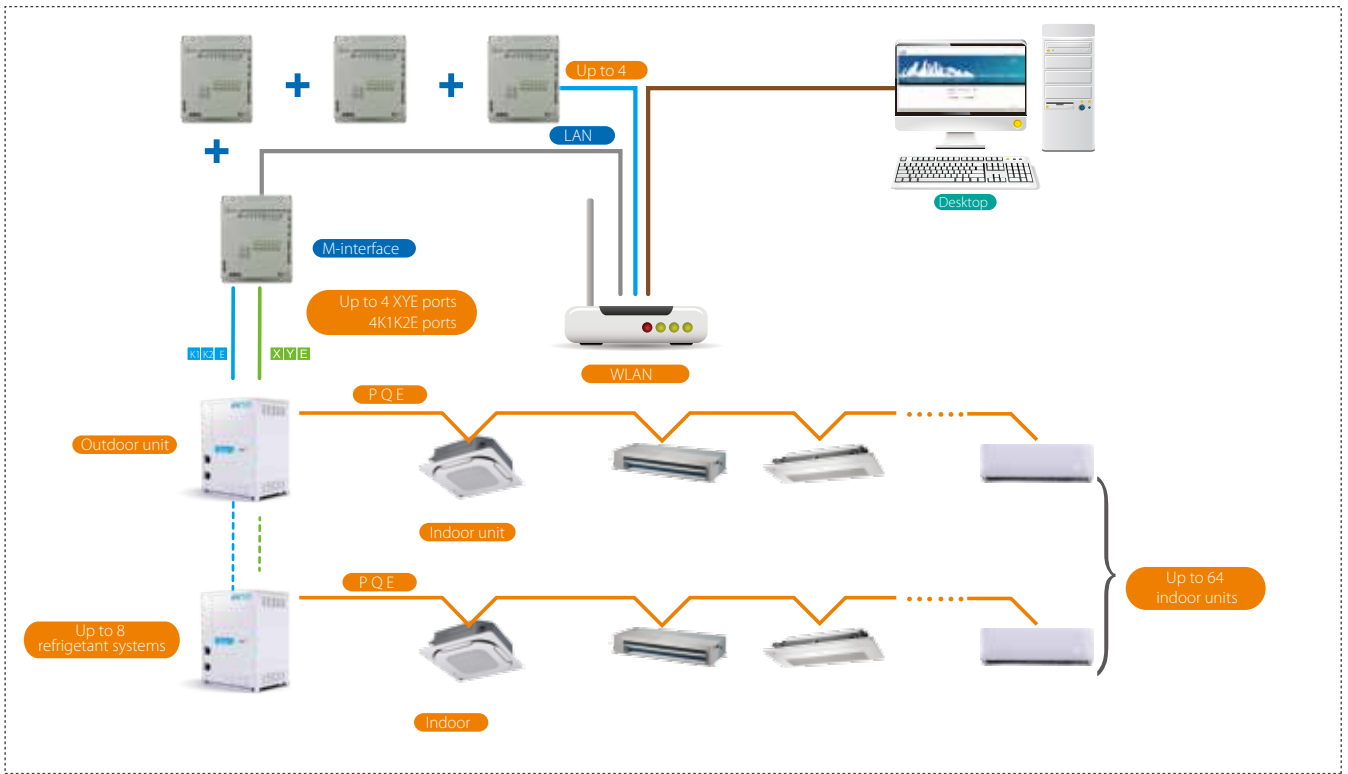 Up to 4
LAN
Desktop
M-interface
Up to 4 XYE ports
4K1K2E ports
K1 K2 E
X Y E
WLAN
P Q E
Outdoor unit
Indoor unit
P Q E
Up to 64
indoor units
Up to 8
refrigetant systems
Indoor